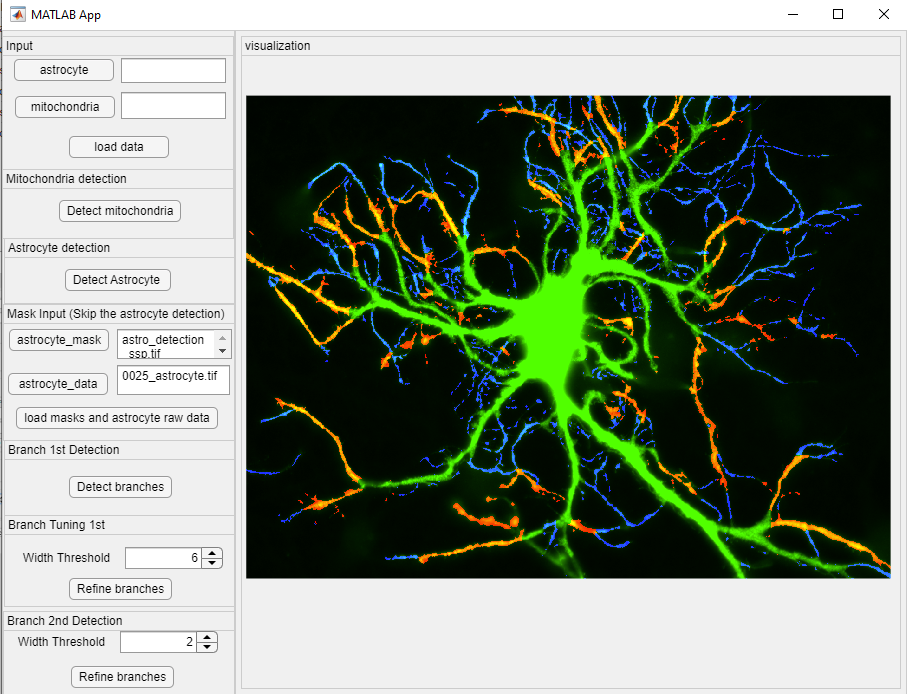 MATLAB App
Input
astrocyte
mitochondria
load data
Mitochondria detection
Detect mitochondria
Astrocyte detection
Detect Astrocyte
Mask Input (Skip the astrocyte detection)
astrocyte_mask
astro_detection
_ssp.tif
astrocyte_data
0025_astrocyte.tif
load masks and astrocyte raw data
Branch 1st Detection
Detect branches
Branch Tuning 1st
Width Threshold 6
Refine branches
Branch 2nd Detection
Width Threshold 2
Refine branches
visualization